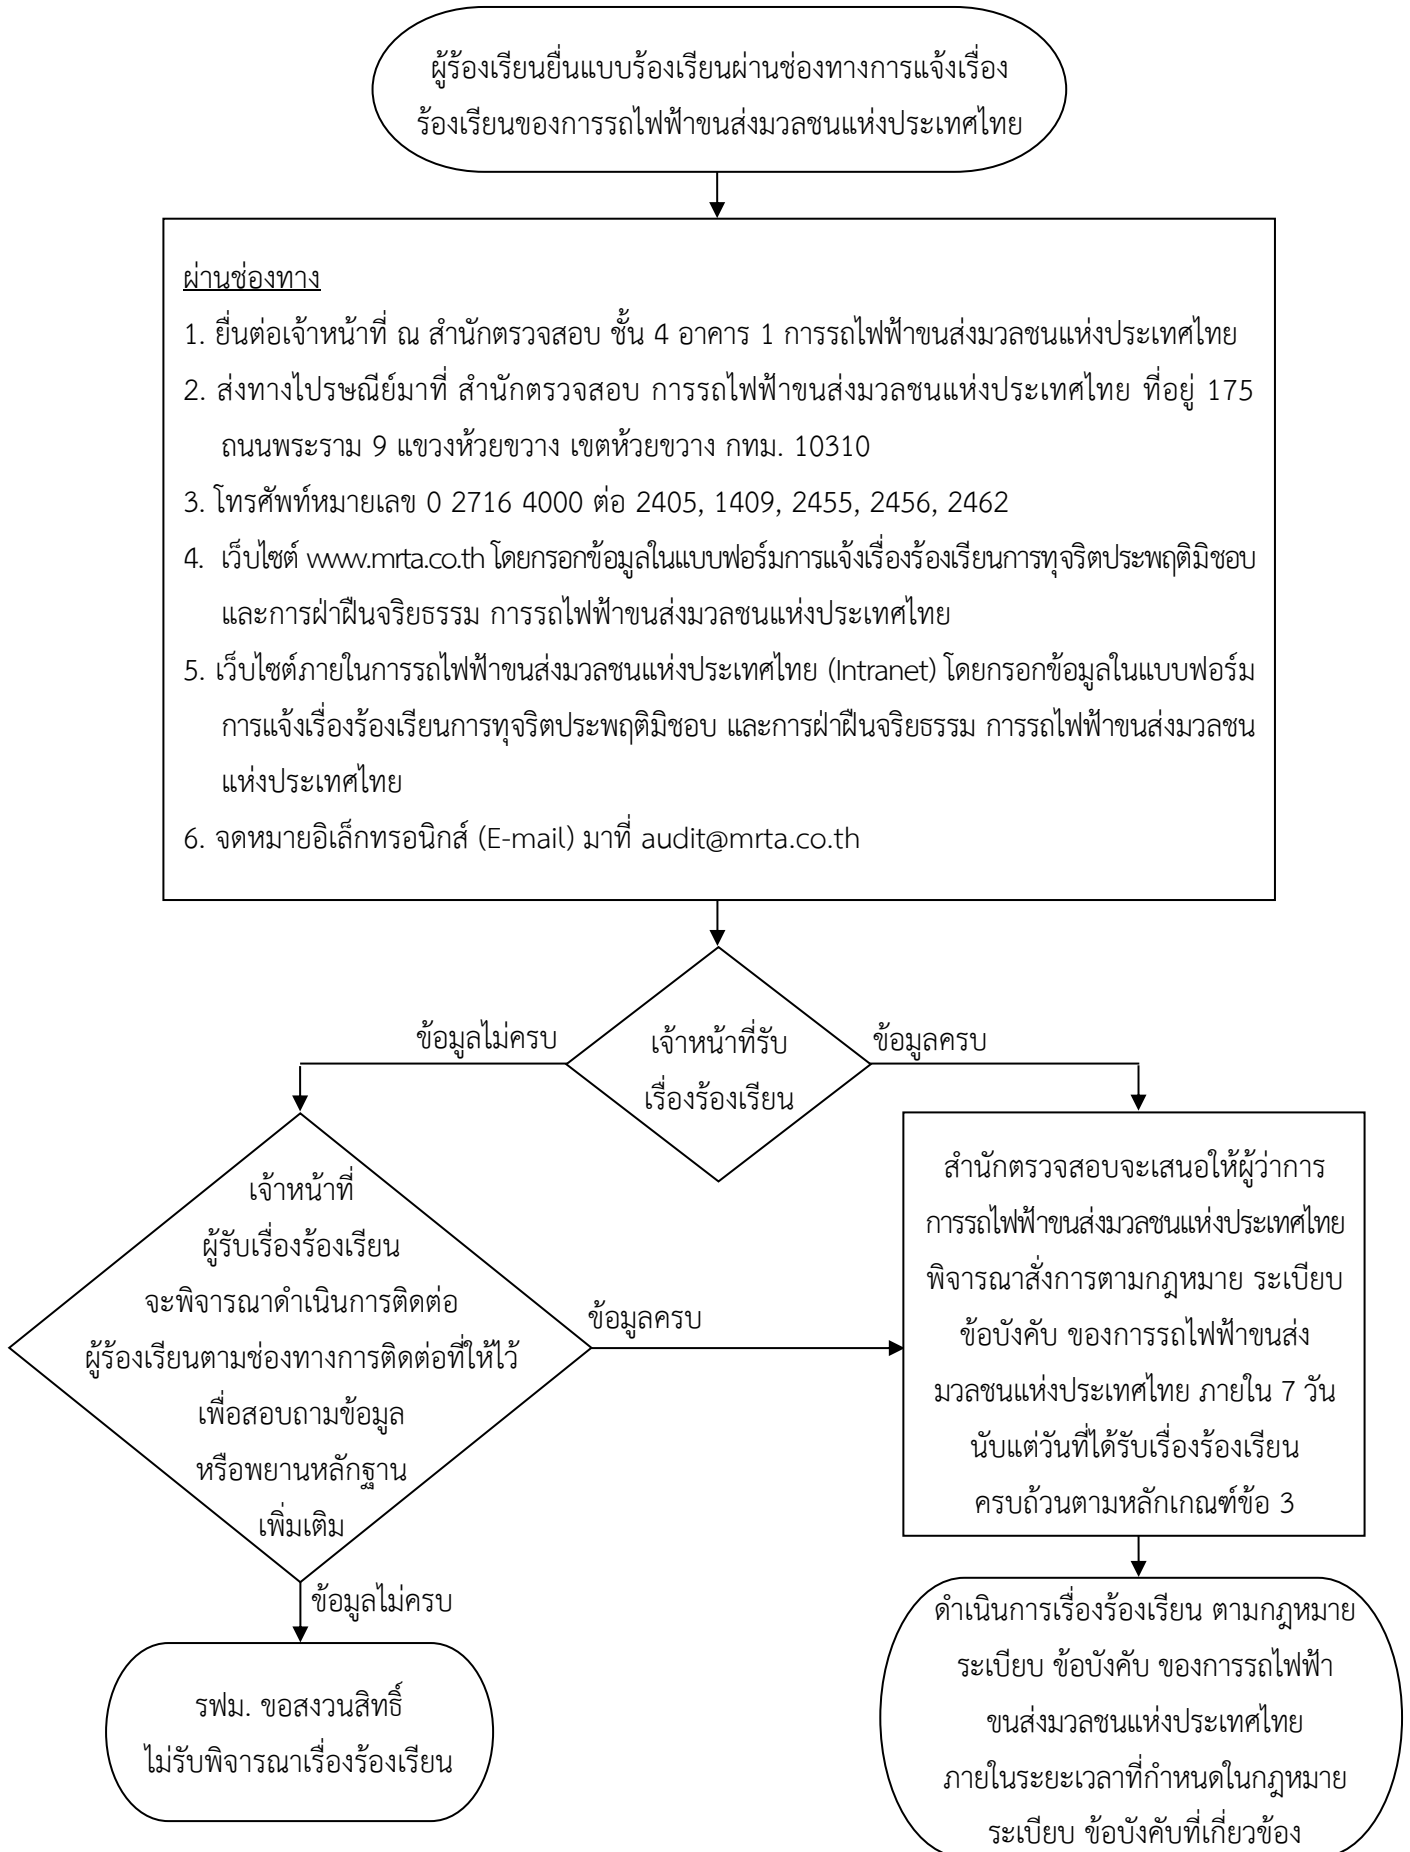 ผู้ร้องเรียนยื่นแบบร้องเรียนผ่านช่องทางการแจ้งเรื่อง
ร้องเรียนของการรถไฟฟ้าขนส่งมวลชนแห่งประเทศไทย
ผ่านช่องทาง
1. ยื่นต่อเจ้าหน้าที่ ณ สำนักตรวจสอบ ชั้น 4 อาคาร 1 การรถไฟฟ้าขนส่งมวลชนแห่งประเทศไทย
2. ส่งทางไปรษณีย์มาที่ สำนักตรวจสอบ การรถไฟฟ้าขนส่งมวลชนแห่งประเทศไทย ที่อยู่ 175
ถนนพระราม 9 แขวงห้วยขวาง เขตห้วยขวาง กทม. 10310
3. โทรศัพท์หมายเลข 0 2716 4000 ต่อ 2405, 1409, 2455, 2456, 2462
4. เว็บไซต์ www.mrta.co.th โดยกรอกข้อมูลในแบบฟอร์มการแจ้งเรื่องร้องเรียนการทุจริตประพฤติมิชอบ
และการฝ่าฝืนจริยธรรม การรถไฟฟ้าขนส่งมวลชนแห่งประเทศไทย
5. เว็บไซต์ภายในการรถไฟฟ้าขนส่งมวลชนแห่งประเทศไทย (Intranet) โดยกรอกข้อมูลในแบบฟอร์ม
การแจ้งเรื่องร้องเรียนการทุจริตประพฤติมิชอบ และการฝ่าฝืนจริยธรรม การรถไฟฟ้าขนส่งมวลชน
แห่งประเทศไทย
6. จดหมายอิเล็กทรอนิกส์ (E-mail) มาที่ audit@mrta.co.th
ข้อมูลไม่ครบ
เจ้าหน้าที่รับ
เรื่องร้องเรียน
ข้อมูลครบ
เจ้าหน้าที่
ผู้รับเรื่องร้องเรียน
จะพิจารณาดำเนินการติดต่อ
ผู้ร้องเรียนตามช่องทางการติดต่อที่ให้ไว้
เพื่อสอบถามข้อมูล
หรือพยานหลักฐาน
เพิ่มเติม
ข้อมูลครบ
สำนักตรวจสอบจะเสนอให้ผู้ว่าการ
การรถไฟฟ้าขนส่งมวลชนแห่งประเทศไทย
พิจารณาสั่งการตามกฎหมาย ระเบียบ
ข้อบังคับ ของการรถไฟฟ้าขนส่ง
มวลชนแห่งประเทศไทย ภายใน 7 วัน
นับแต่วันที่ได้รับเรื่องร้องเรียน
ครบถ้วนตามหลักเกณฑ์ข้อ 3
ข้อมูลไม่ครบ
รฟม. ขอสงวนสิทธิ์
ไม่รับพิจารณาเรื่องร้องเรียน
ดำเนินการเรื่องร้องเรียน ตามกฎหมาย
ระเบียบ ข้อบังคับ ของการรถไฟฟ้า
ขนส่งมวลชนแห่งประเทศไทย
ภายในระยะเวลาที่กำหนดในกฎหมาย
ระเบียบ ข้อบังคับที่เกี่ยวข้อง